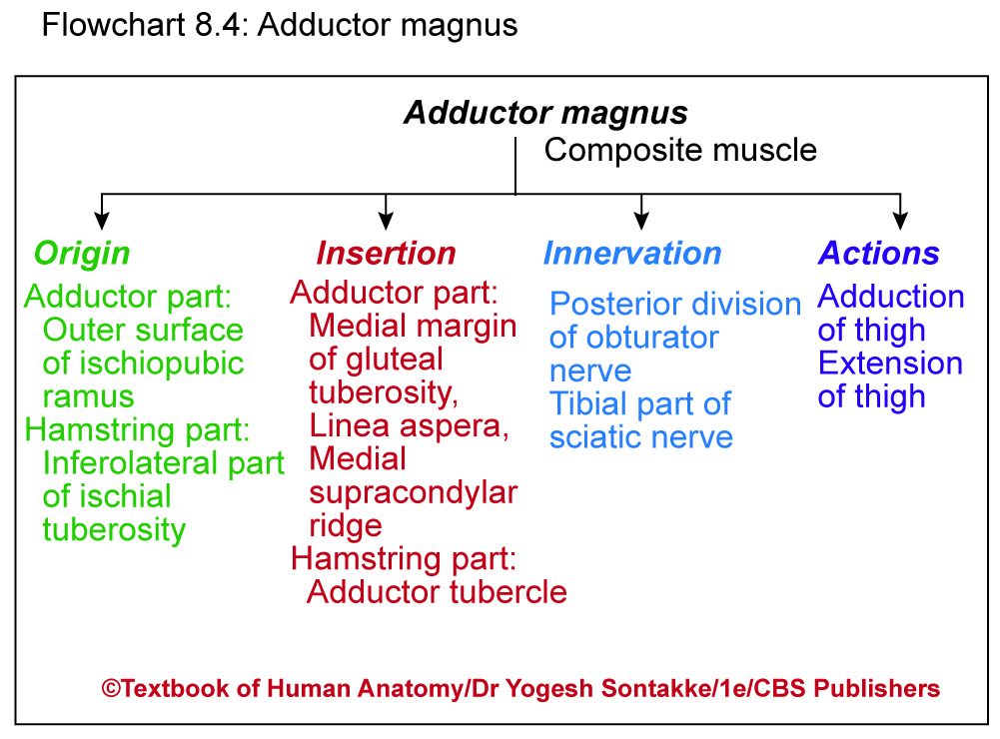 Flowchart 8.4: Adductor magnus
Adductor magnus
Composite muscle
Origin
Adductor part:
Outer surface
of ischiopubic
ramus
Hamstring part:
Inferolateral part
of ischial
tuberosity
Insertion
Adductor part:
Medial margin
of gluteal
tuberosity,
Linea aspera,
Medial
supracondylar
ridge
Hamstring part:
Adductor tubercle
Innervation
Posterior division
of obturator
nerve
Tibial part of
sciatic nerve
Actions
Adduction
of thigh
Extension
of thigh
©Textbook of Human Anatomy/Dr Yogesh Sontakke/1e/CBS Publishers